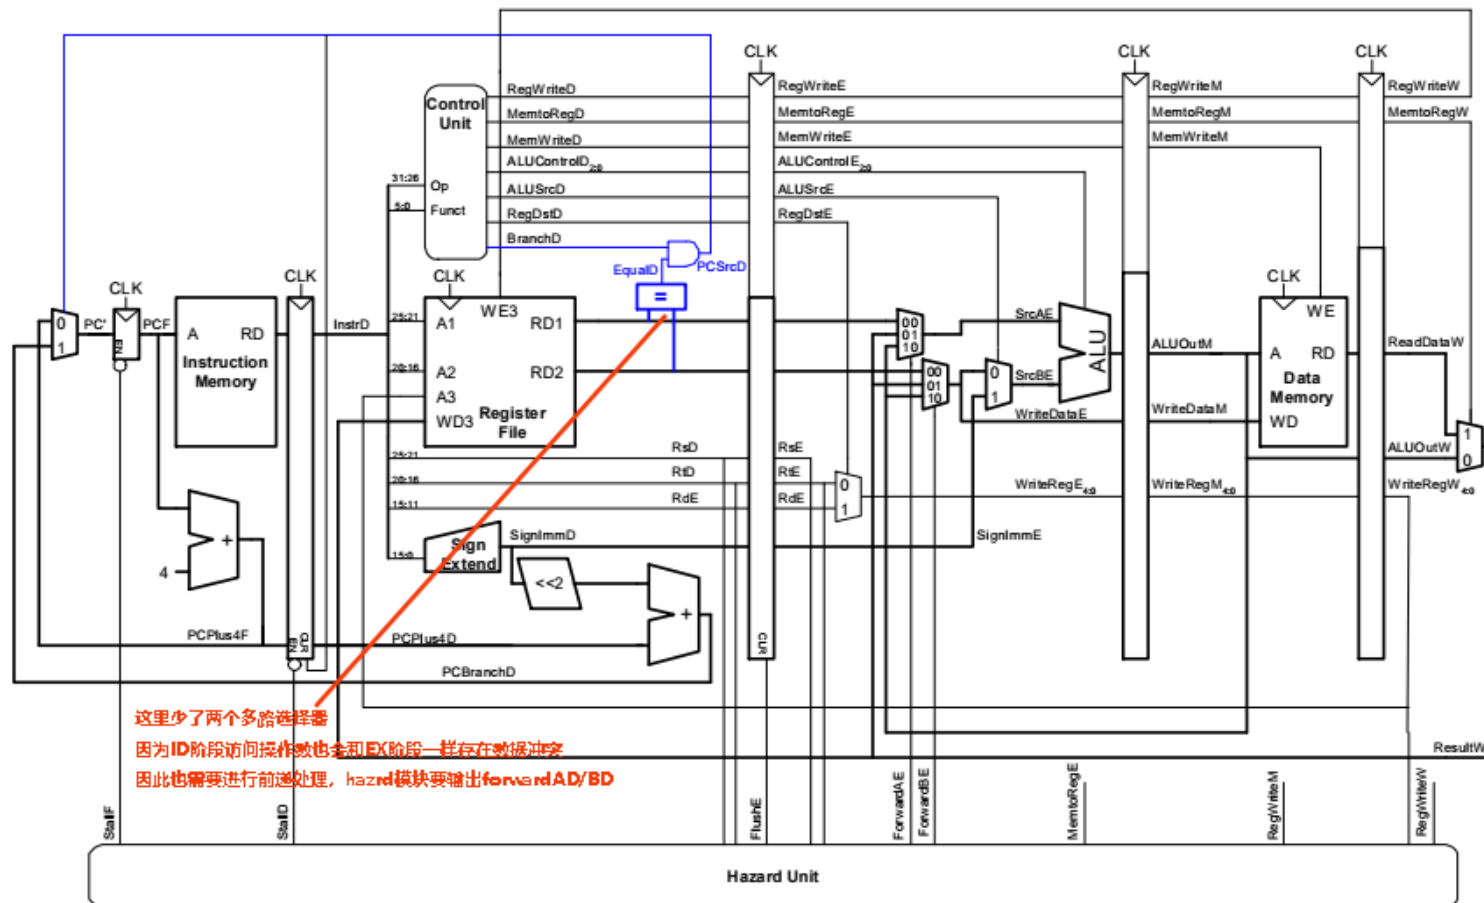 CLK
CLK
CLK
Control Unit
RegWriteD
RegWriteE
RegWriteM
RegWriteW
MemtoRegD
MemtoRegE
MemtoRegM
MemtoRegW
MemWriteD
MemWriteE
MemWriteM
ALUControlD2:0
ALUControlE2:0
31:26
Op
ALUSrcD
ALUSrcE
5:0
Funct
RegDstD
RegDstE
BranchD
EqualD
PCSrcD
CLK
CLK
CLK
CLK
=
0
1
PC'
EN
PCF
A
RD
Instruction Memory
InstrD
25:21
A1
WE3
RD1
20:16
A2
RD2
A3
WD3
Register File
00
01
10
00
01
10
SrcAE
0
1
SrcBE
ALU
ALUOutM
WE
A
RD
Data Memory
WD
ReadDataW
WriteDataE
WriteDataM
ALUOutW
1
0
25:21
RsD
RsE
20:16
RtD
RtE
0
1
15:11
RdE
RdE
WriteRegE4:0
WriteRegM4:0
WriteRegW4:0
15:0
Sign Extend
SignImmD
SignImmE
+
4
<<2
+
PCPlus4F
EN
CLR
PCPlus4D
CLR
PCBranchD
这里少了两个多路选择器
因为ID阶段访问操作数也会和EX阶段一样存在数据冲突
因此也需要进行前递处理，hazrd模块要输出forwardAD/BD
ResultW
StallF
StallD
FlushE
ForwardAE
ForwardBE
MemtoRegE
RegWriteM
RegWriteW
Hazard Unit